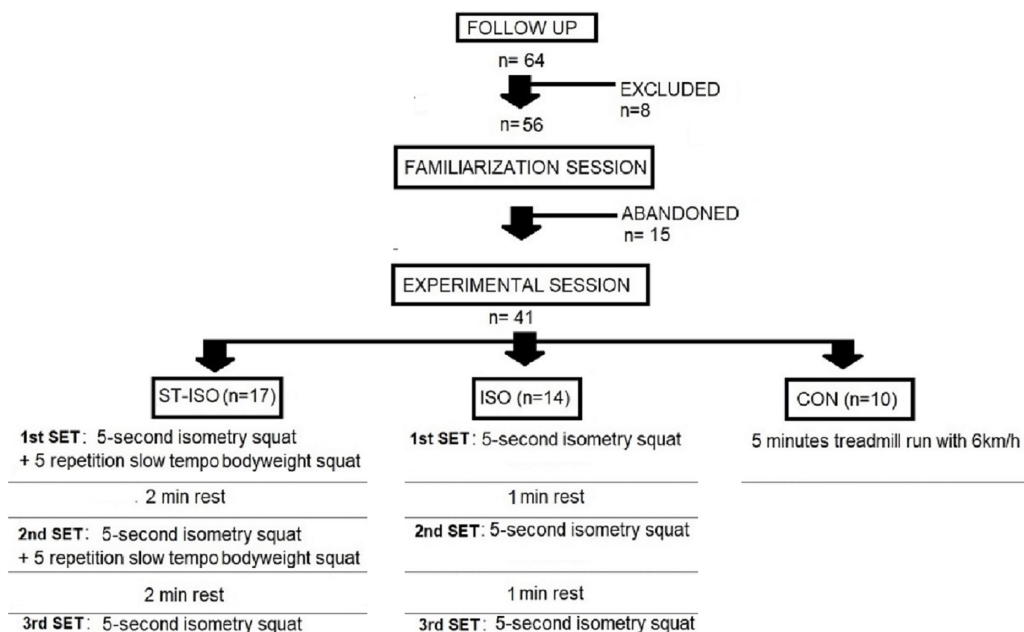 FOLLOW UP
n= 64
EXCLUDED
n=8
n=56
FAMILIARIZATION SESSION
ABANDONED
n= 15
EXPERIMENTAL SESSION
n= 41
ST-ISO (n=17)
1st SET: 5-second isometry squat
+ 5 repetition slow tempo bodyweight squat
2 min rest
2nd SET: 5-second isometry squat
+ 5 repetition slow tempo bodyweight squat
2 min rest
3rd SET: 5-second isometry squat
ISO (n=14)
1st SET: 5-second isometry squat
1 min rest
2nd SET: 5-second isometry squat
1 min rest
3rd SET: 5-second isometry squat
CON (n=10)
5 minutes treadmill run with 6km/h